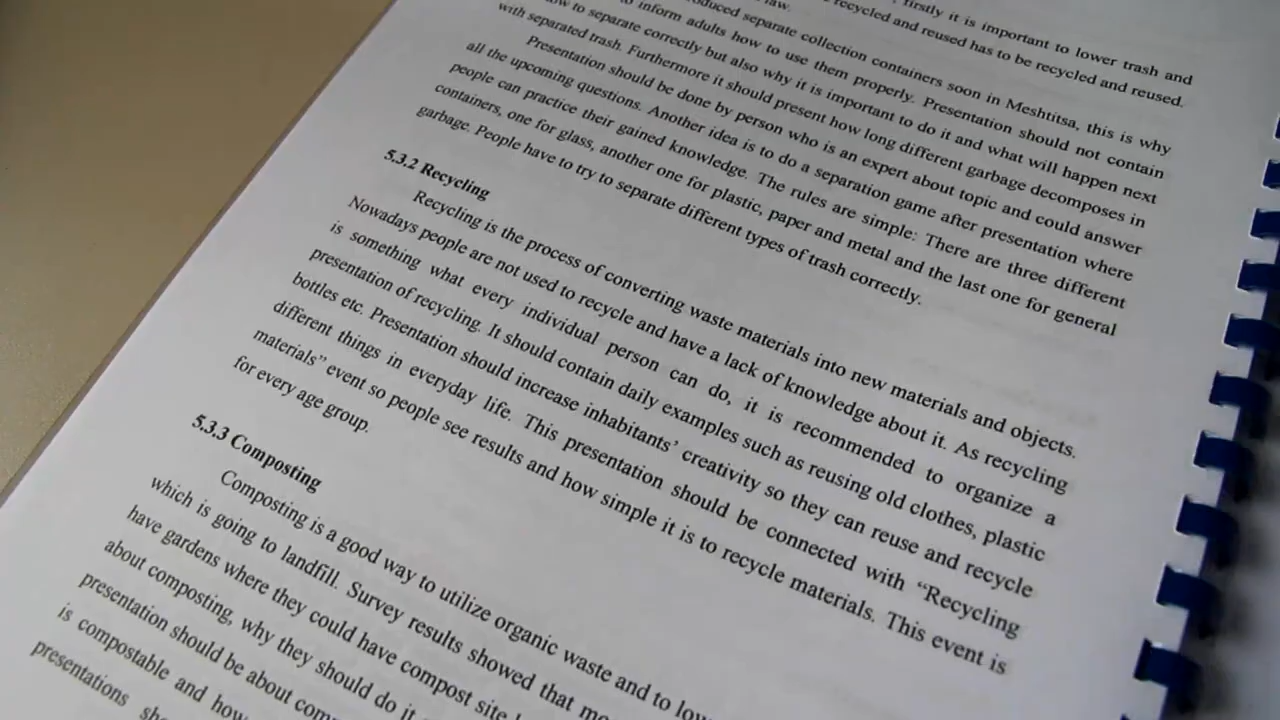 firstly it is important to lower trash and
recycled and reused has to be recycled and reused.
law.
separate collection containers soon in Meshtitsa, this is why
to inform adults how to use them properly. Presentation should not contain
to separate correctly but also why it is important to do it and what will happen next
with separated trash. Furthermore it should present how long different garbage decomposes in
Presentation should be done by person who is an expert about topic and could answer
all the upcoming questions. Another idea is to do a separation game after presentation where
people can practice their gained knowledge. The rules are simple: There are three different
containers, one for glass, another one for plastic, paper and metal and the last one for general
garbage. People have to try to separate different types of trash correctly.
5.3.2 Recycling
Recycling is the process of converting waste materials into new materials and objects.
Nowadays people are not used to recycle and have a lack of knowledge about it. As recycling
is something what every individual person can do, it is recommended to organize a
presentation of recycling. It should contain daily examples such as reusing old clothes, plastic
bottles etc. Presentation should increase inhabitants' creativity so they can reuse and recycle
different things in everyday life. This presentation should be connected with “Recycling
materials” event so people see results and how simple it is to recycle materials. This event is
for every age group.
5.3.3 Composting
Composting is a good way to utilize organic waste and to
which is going to landfill. Survey results showed that
have gardens where they could have compost site
about composting, why they should do it
presentation should be about
is compostable and how
presentations